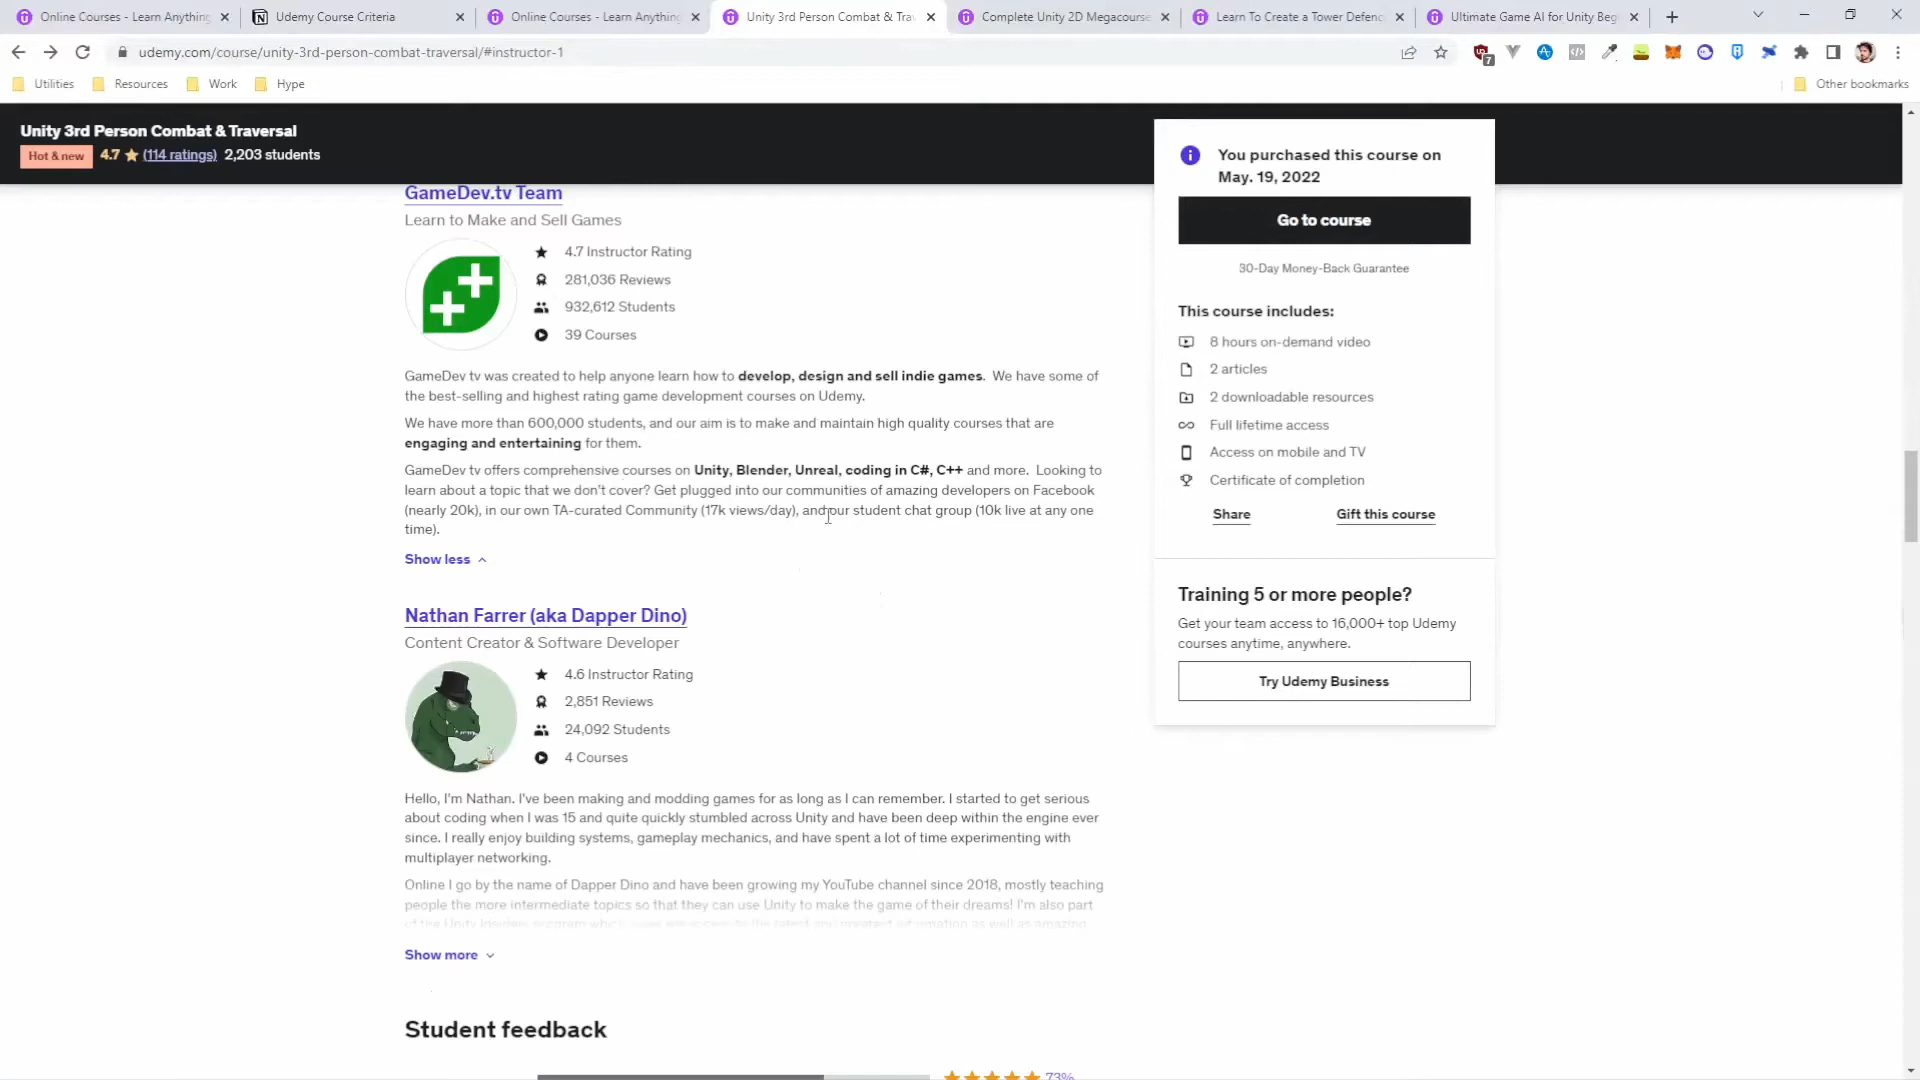 Online Courses - Learn Anything
Udemy Course Criteria
Online Courses - Learn Anything
Unity 3rd Person Combat & Trav
Complete Unity 2D Megacourse
Learn To Create a Tower Defenc
Ultimate Game AI for Unity Beg
udemy.com/course/unity-3rd-person-combat-traversal/#instructor-1
7
Utilities
Resources
Work
Hype
Other bookmarks
Unity 3rd Person Combat & Traversal
Hot & new 4.7 (114 ratings) 2,203 students
GameDev.tv Team
Learn to Make and Sell Games
4.7 Instructor Rating
281,036 Reviews
932,612 Students
39 Courses
GameDev tv was created to help anyone learn how to develop, design and sell indie games. We have some of
the best-selling and highest rating game development courses on Udemy.
We have more than 600,000 students, and our aim is to make and maintain high quality courses that are
engaging and entertaining for them.
GameDev tv offers comprehensive courses on Unity, Blender, Unreal, coding in C#, C++ and more. Looking to
learn about a topic that we don't cover? Get plugged into our communities of amazing developers on Facebook
(nearly 20k), in our own TA-curated Community (17k views/day), and our student chat group (10k live at any one
time).
Show less
Nathan Farrer (aka Dapper Dino)
Content Creator & Software Developer
4.6 Instructor Rating
2,851 Reviews
24,092 Students
4 Courses
Hello, I'm Nathan. I've been making and modding games for as long as I can remember. I started to get serious
about coding when I was 15 and quite quickly stumbled across Unity and have been deep within the engine ever
since. I really enjoy building systems, gameplay mechanics, and have spent a lot of time experimenting with
multiplayer networking.
Online I go by the name of Dapper Dino and have been growing my YouTube channel since 2018, mostly teaching
people the more intermediate topics so that they can use Unity to make the game of their dreams! I'm also part
of the Unity Insiders program
Show more
Student feedback
73%
You purchased this course on
May. 19, 2022
Go to course
30-Day Money-Back Guarantee
This course includes:
8 hours on-demand video
2 articles
2 downloadable resources
Full lifetime access
Access on mobile and TV
Certificate of completion
Share
Gift this course
Training 5 or more people?
Get your team access to 16,000+ top Udemy
courses anytime, anywhere.
Try Udemy Business